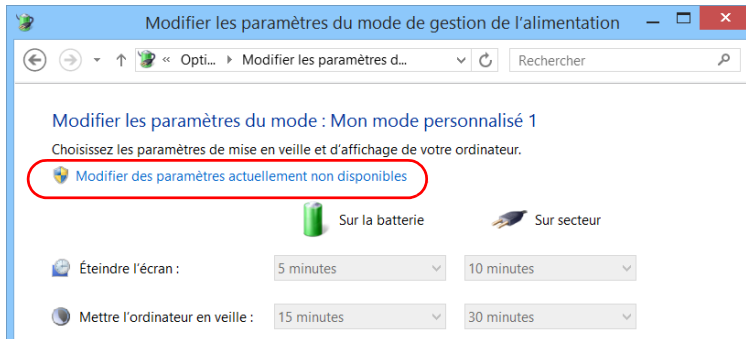 Modifier les paramètres du mode de gestion de l'alimentation
« Opti... Modifier les paramètres d...
Rechercher
Modifier les paramètres du mode : Mon mode personnalisé 1
Choisissez les paramètres de mise en veille et d'affichage de votre ordinateur.
Modifier des paramètres actuellement non disponibles
Sur la batterie Sur secteur
Éteindre l'écran : 5 minutes 10 minutes
Mettre l'ordinateur en veille : 15 minutes 30 minutes